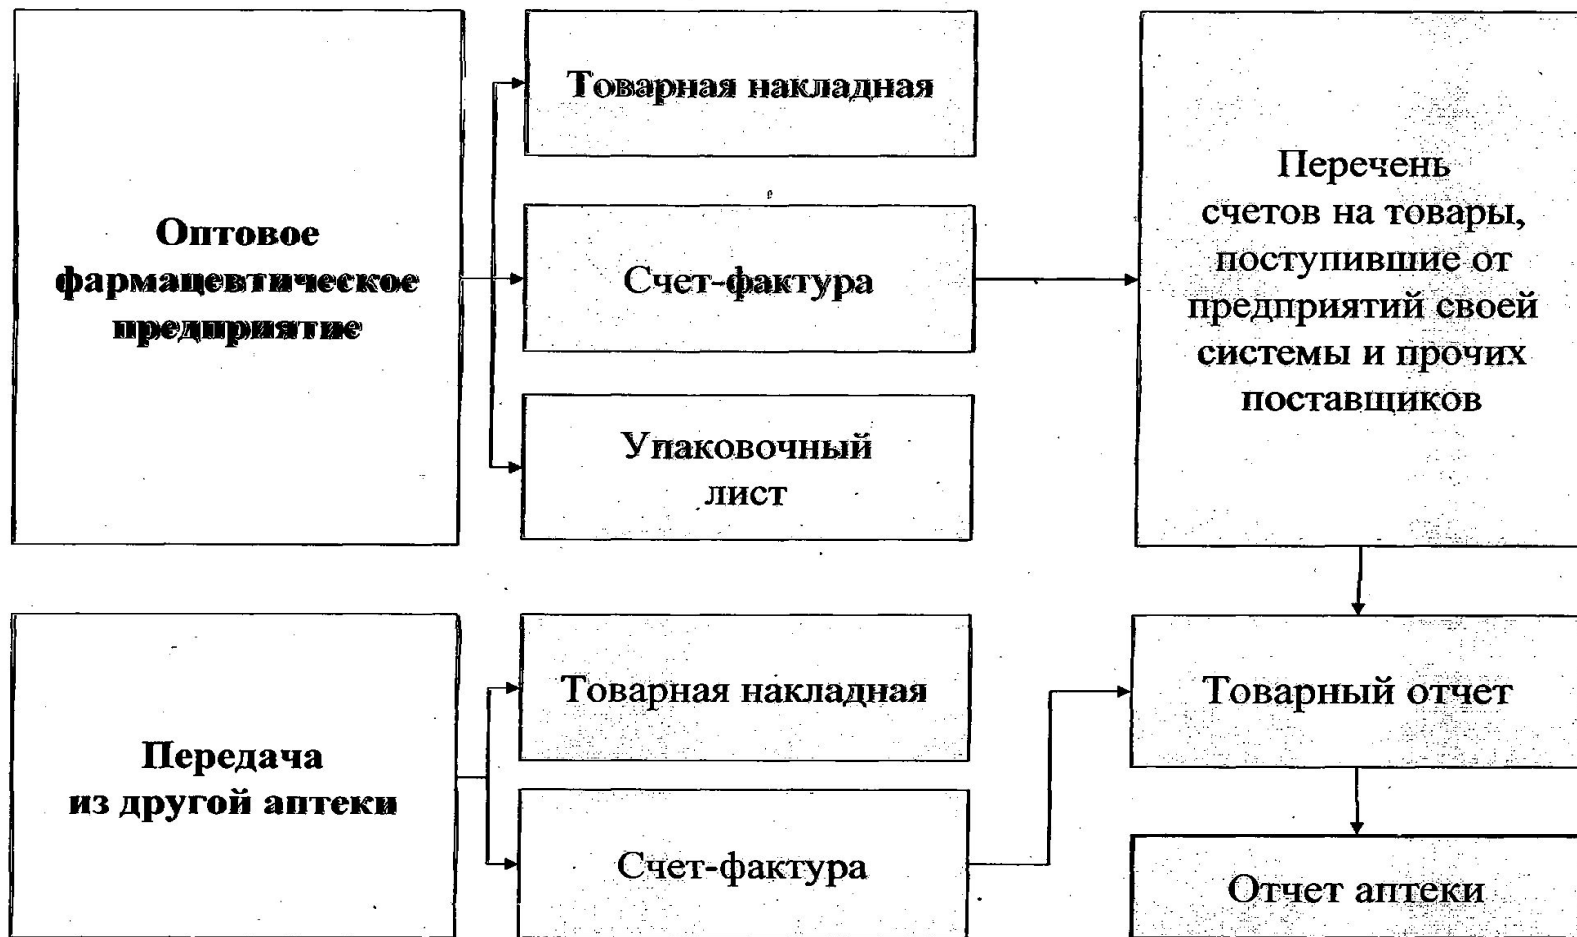 Оптовое
фармацевтическое
предприятие
Товарная накладная
Счет-фактура
Упаковочный
лист
Перечень
счетов на товары,
поступившие от
предприятий своей
системы и прочих
поставщиков
Передача
из другой аптеки
Товарная накладная
Счет-фактура
Товарный отчет
Отчет аптеки